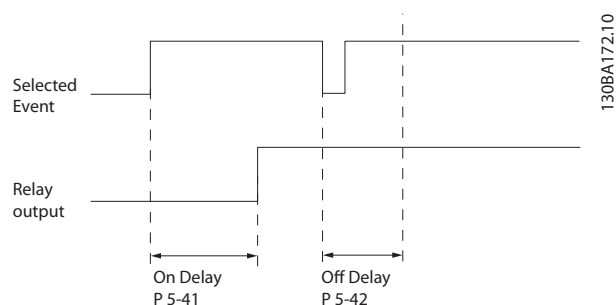 130BA172.10
Selected
Event
Relay
output
On Delay
P 5-41
Off Delay
P 5-42